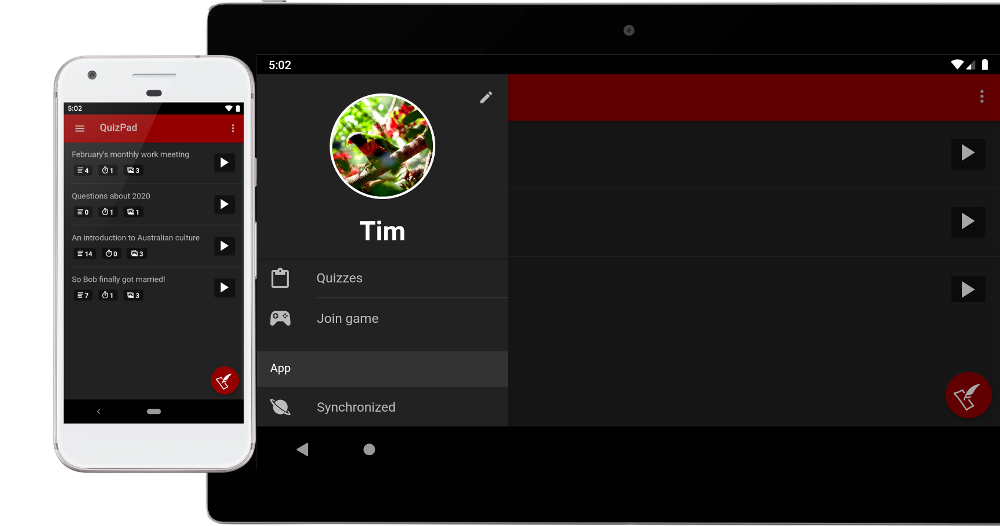 5:02
QuizPad
February's monthly work meeting
4 1 3
Questions about 2020
0 1 1
An introduction to Australian culture
14 0 3
So Bob finally got married!
7 1 3
5:02
Tim
Quizzes
Join game
App
Synchronized